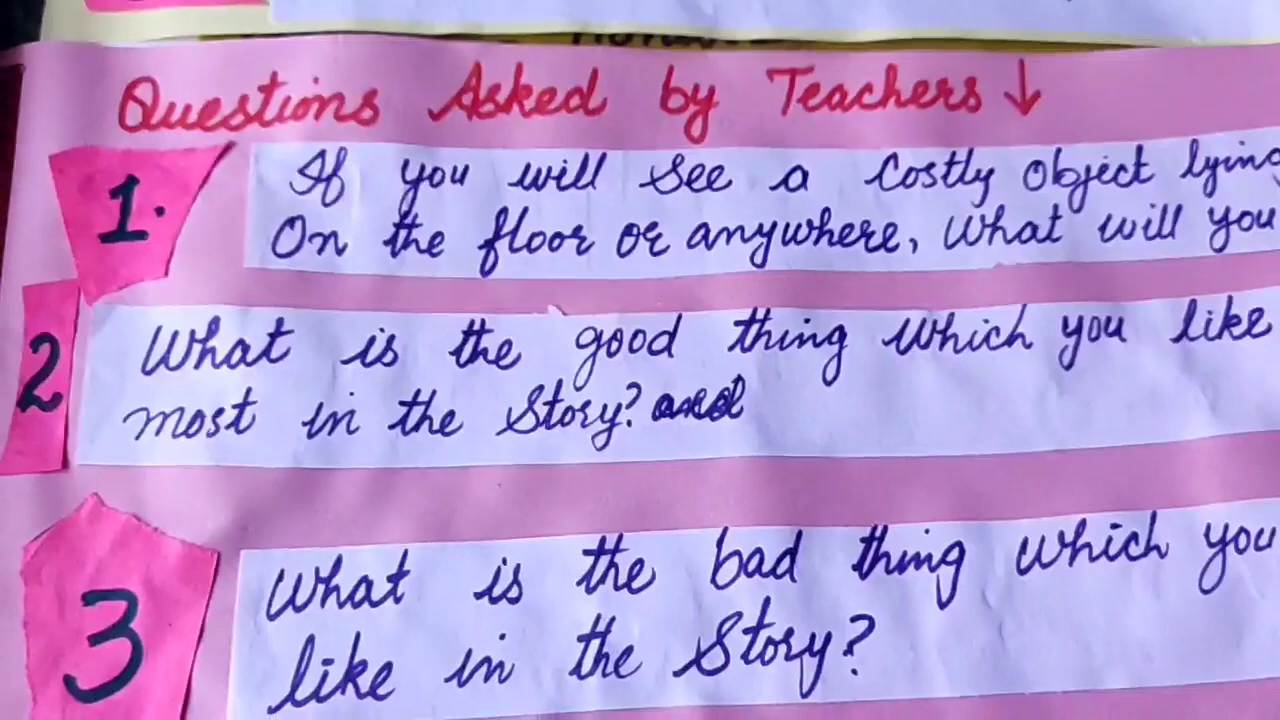 Questions Asked by Teachers ↓
1.
If you will see a Costly Object lying
On the floor or anywhere, What will you
2
What is the good thing which you like
most in the Story?
3
What is the bad thing which you
like in the Story?